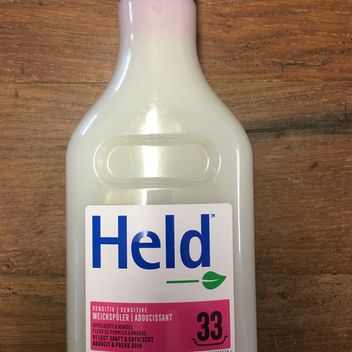 Held
SENSITIV | SENSITIVE
WEICHSPÜLER | ADOUCISSANT
APFELBLÜTE & MANDEL
FLEUR DE POMMIER & AMANDE
PFLEGT SANFT & ERFRISCHT
ADOUCIT & PREND SOIN
33